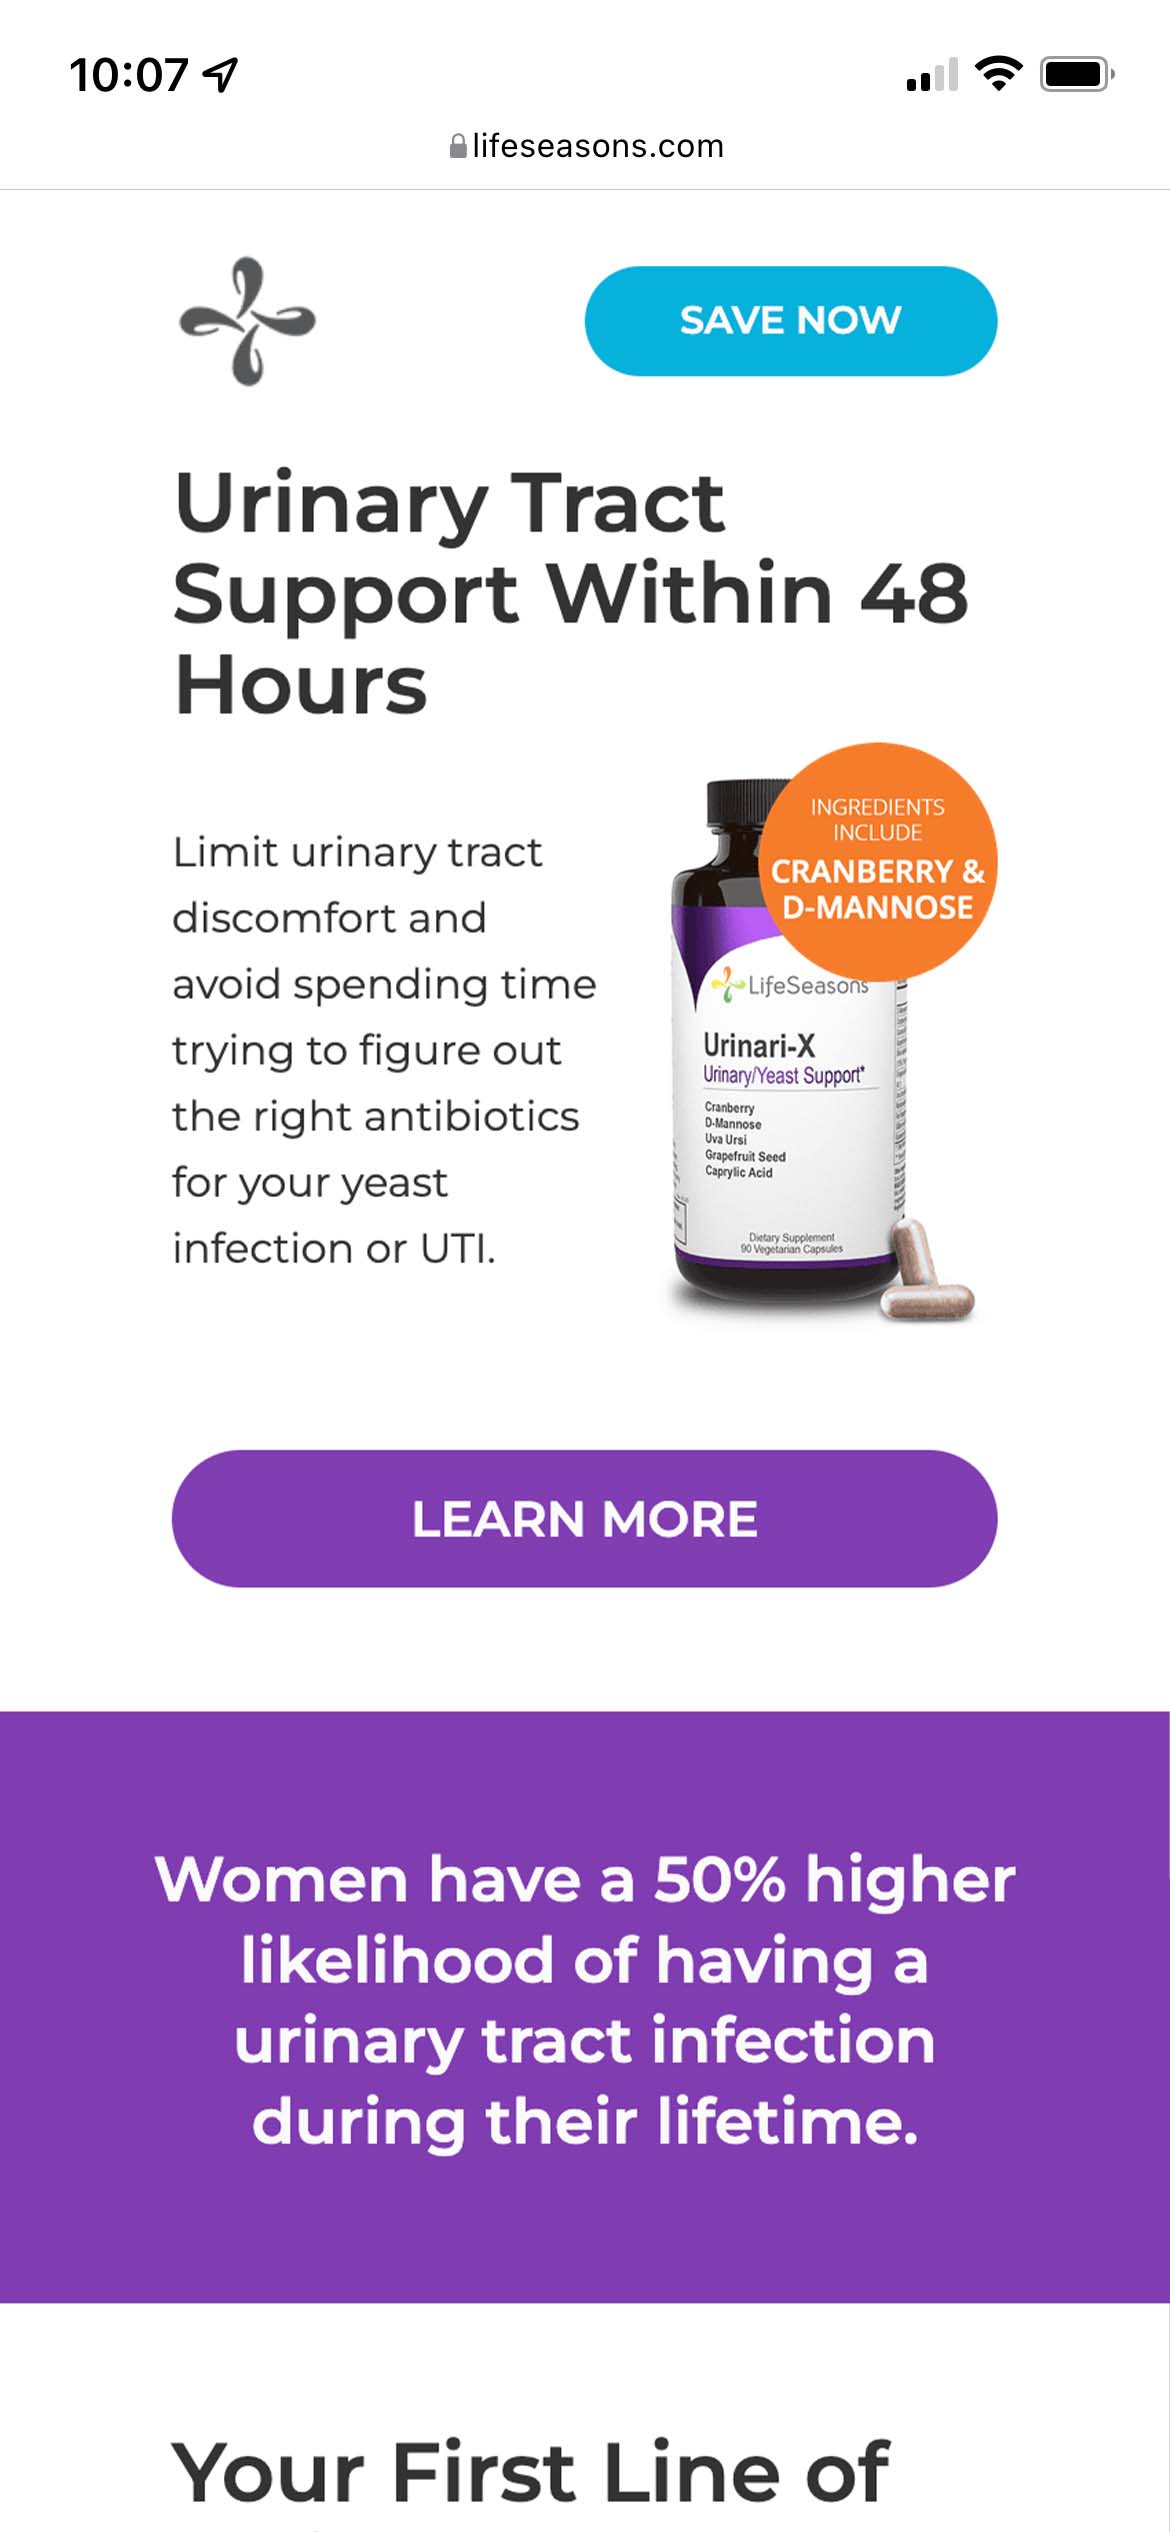 10:07
lifeseasons.com
SAVE NOW
Urinary Tract
Support Within 48
Hours
Limit urinary tract
discomfort and
avoid spending time
trying to figure out
the right antibiotics
for your yeast
infection or UTI.
INGREDIENTS
INCLUDE
CRANBERRY &
D-MANNOSE
LifeSeasons
Urinari-X
Urinary/Yeast Support*
Cranberry
D-Mannose
Uva Ursi
Grapefruit Seed
Caprylic Acid
Dietary Supplement
90 Vegetarian Capsules
LEARN MORE
Women have a 50% higher
likelihood of having a
urinary tract infection
during their lifetime.
Your First Line of